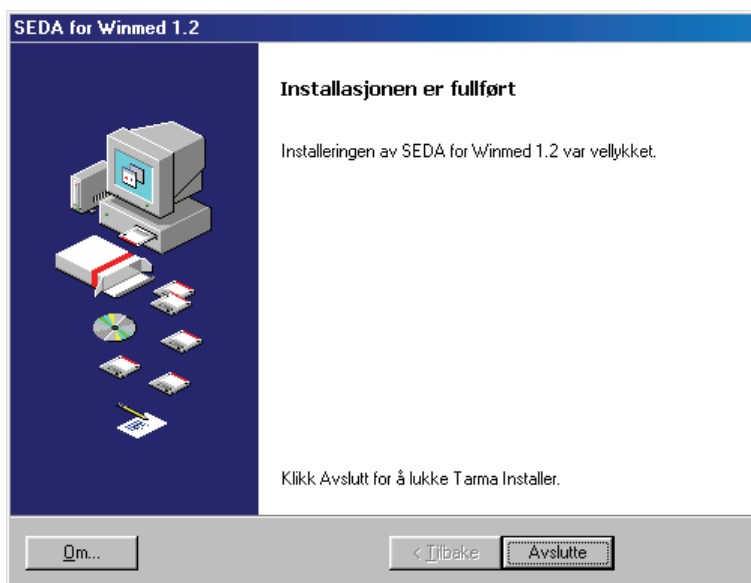 SEDA for Winmed 1.2
Installasjonen er fullført
Installeringen av SEDA for Winmed 1.2 var vellykket.
Klikk Avslutt for å lukke Tarma Installer.
Om...
< Tilbake
Avslutte